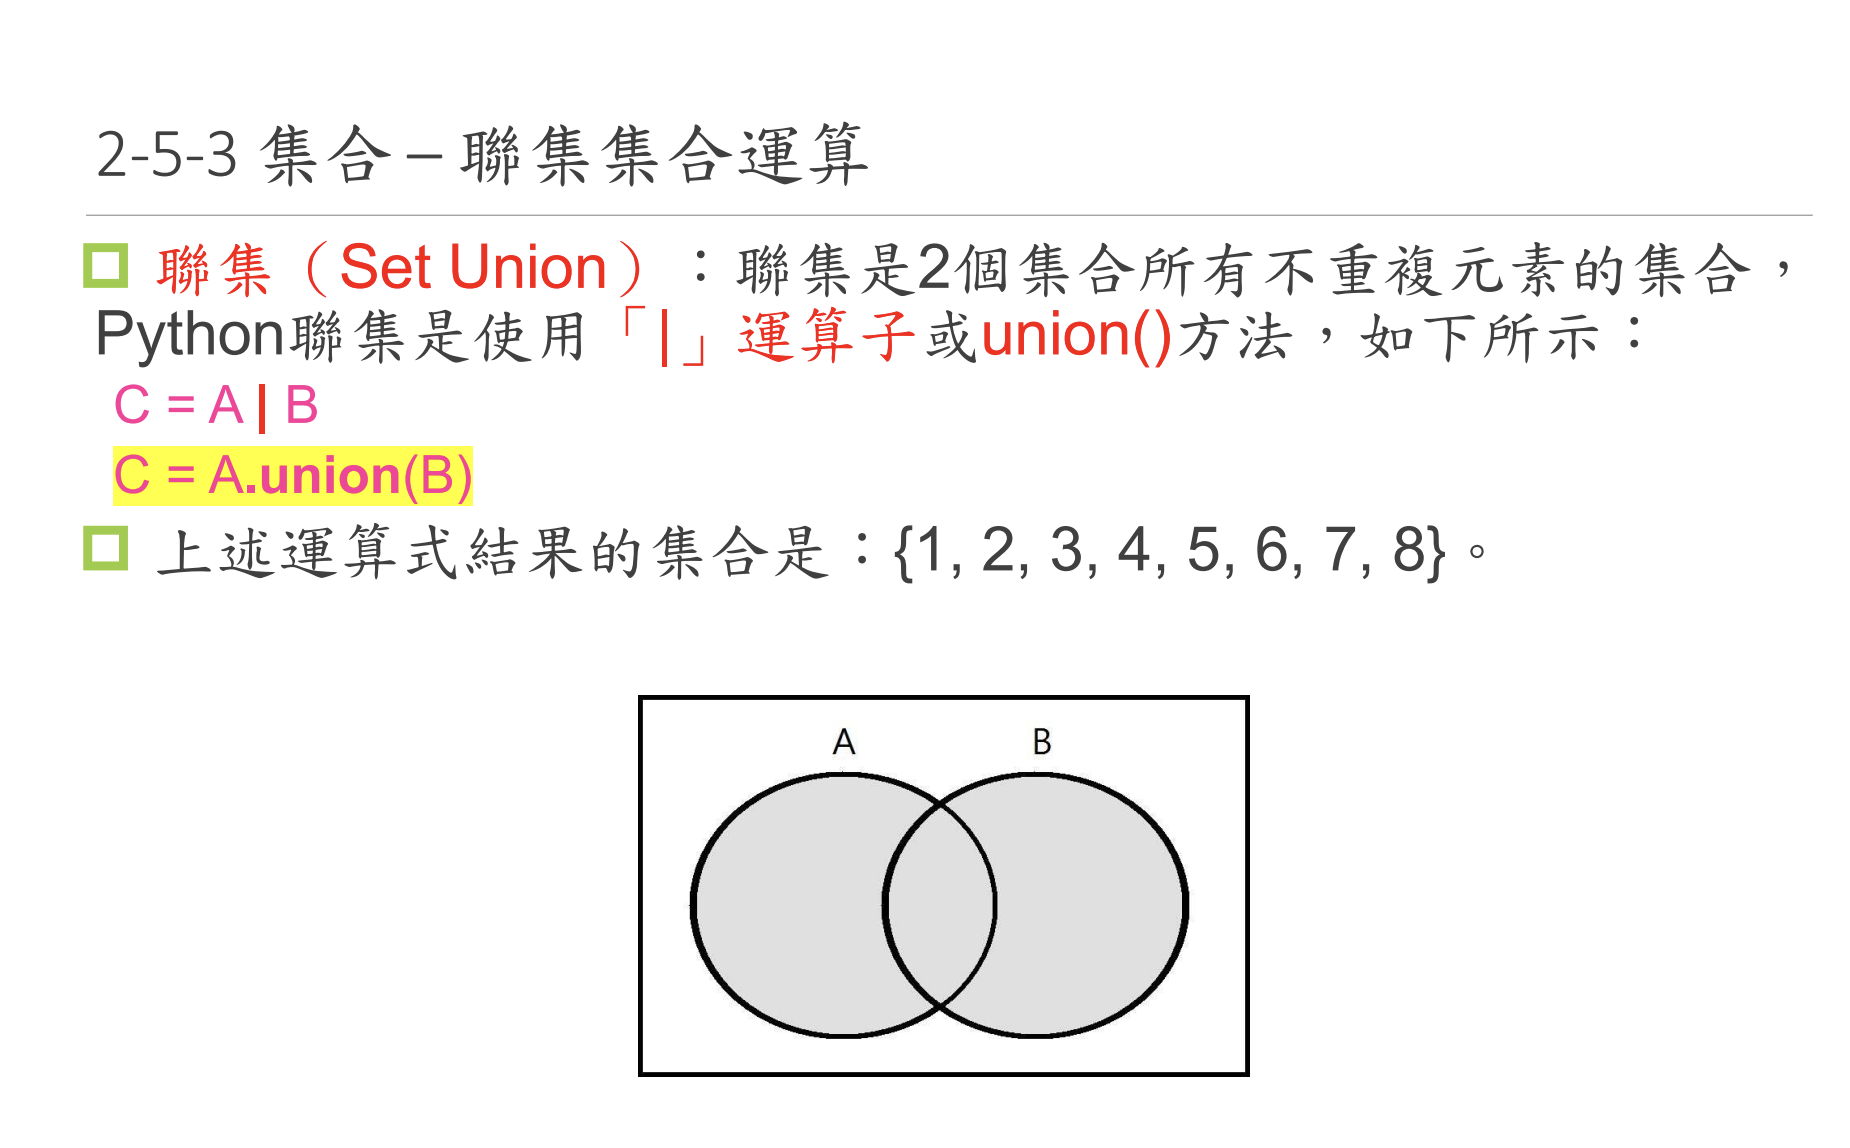 2-5-3 集合 – 聯集集合運算
聯集（Set Union）：聯集是2個集合所有不重複元素的集合，
Python聯集是使用「|」運算子或union()方法，如下所示：
C = A | B
C = A.union(B)
上述運算式結果的集合是：{1, 2, 3, 4, 5, 6, 7, 8}。
A B